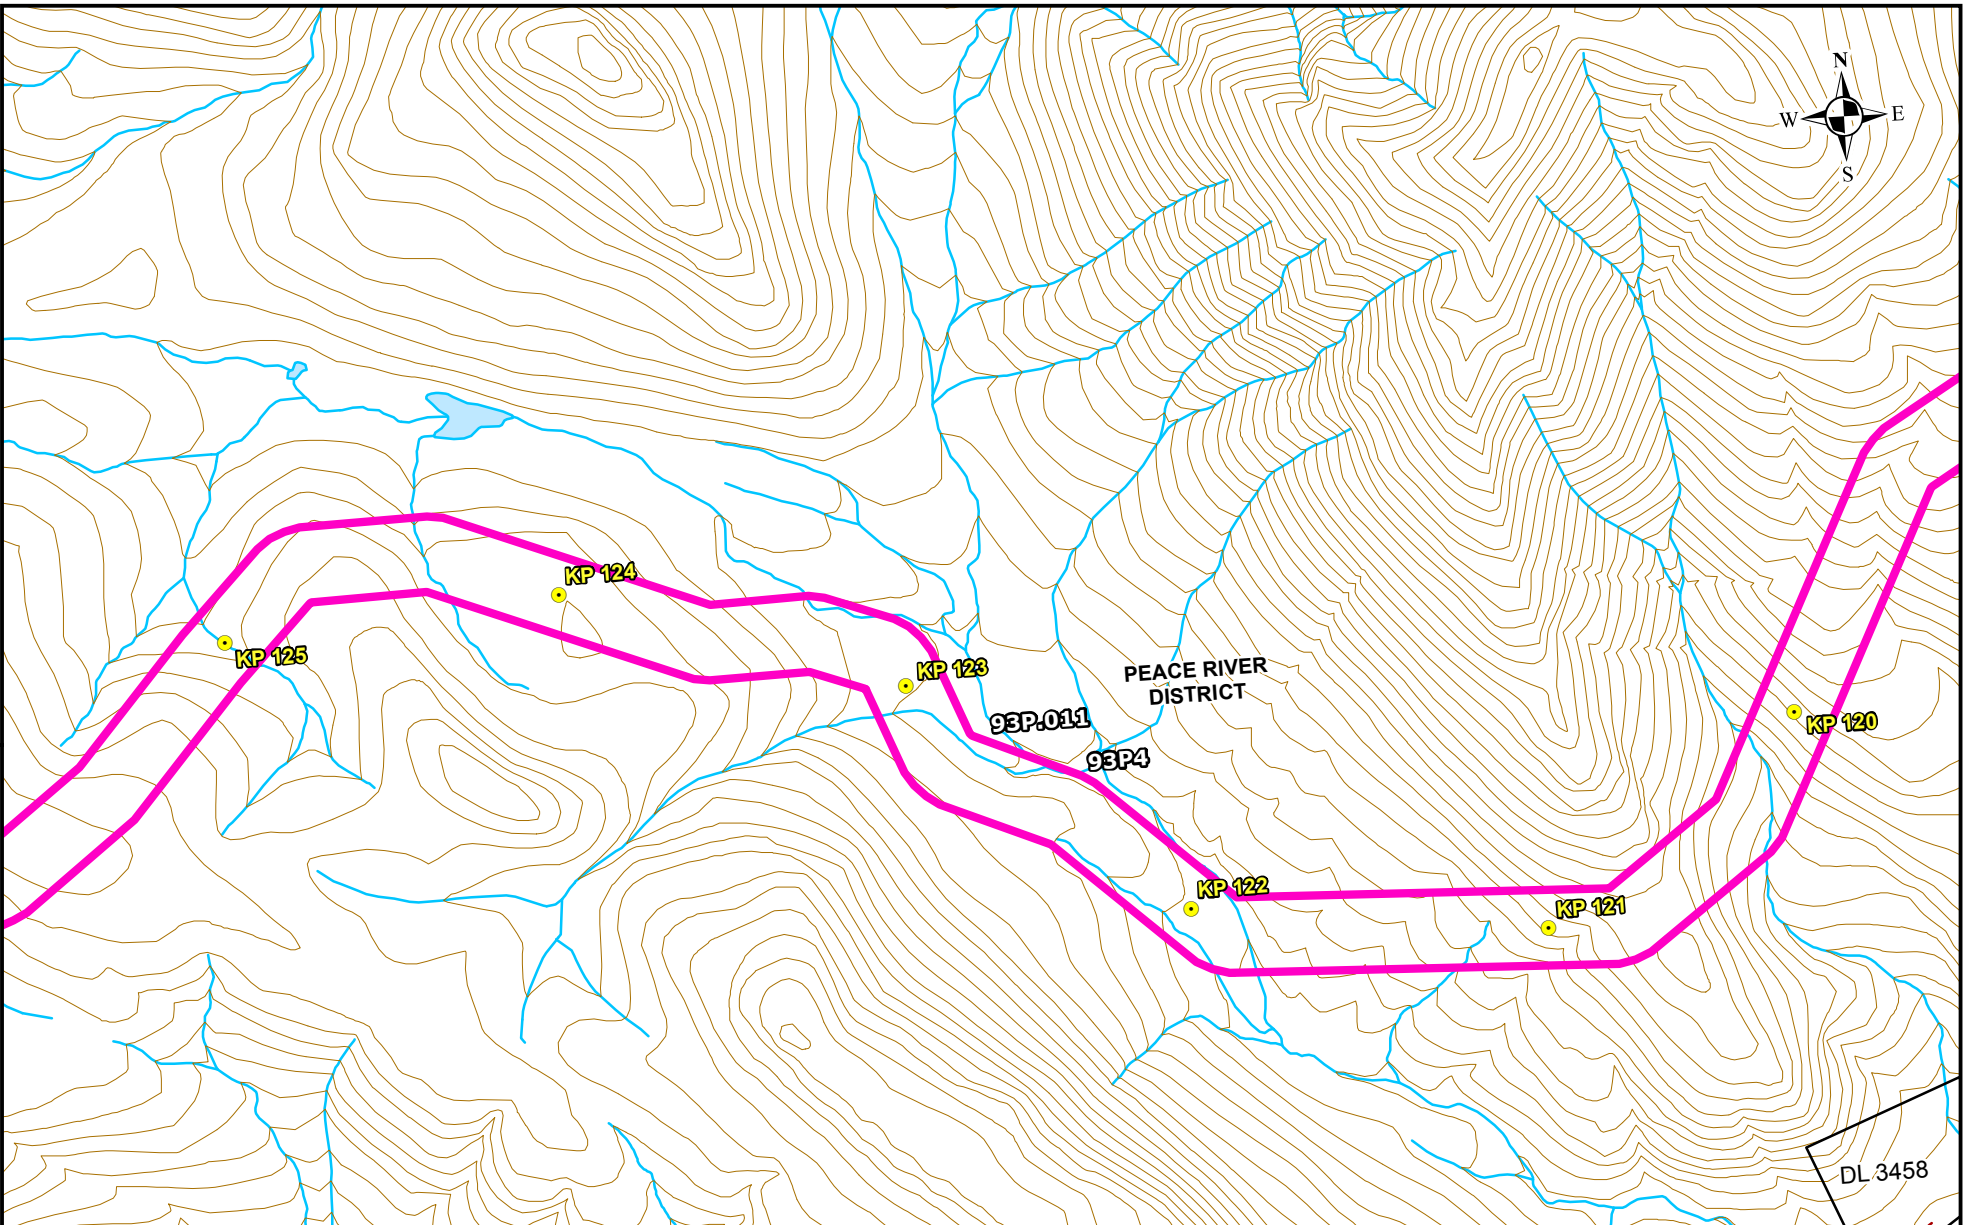 N
W E
S
KP 124
KP 125
KP 123
PEACE RIVER
DISTRICT
93P.011
93P4
KP 120
KP 122
KP 121
DL 3458